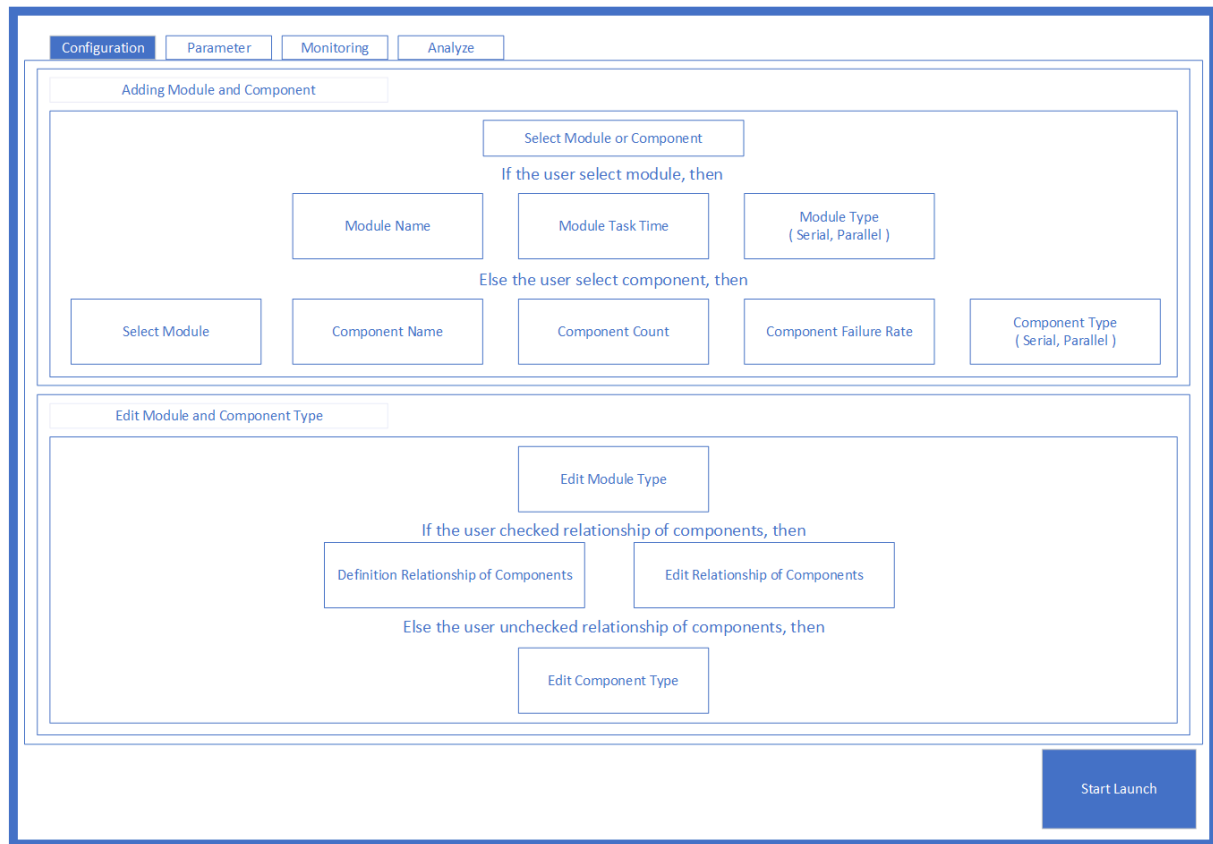 Configuration
Parameter
Monitoring
Analyze
Adding Module and Component
Select Module or Component
If the user select module, then
Module Name
Module Task Time
Module Type
( Serial, Parallel )
Else the user select component, then
Select Module
Component Name
Component Count
Component Failure Rate
Component Type
( Serial, Parallel )
Edit Module and Component Type
Edit Module Type
If the user checked relationship of components, then
Definition Relationship of Components
Edit Relationship of Components
Else the user unchecked relationship of components, then
Edit Component Type
Start Launch